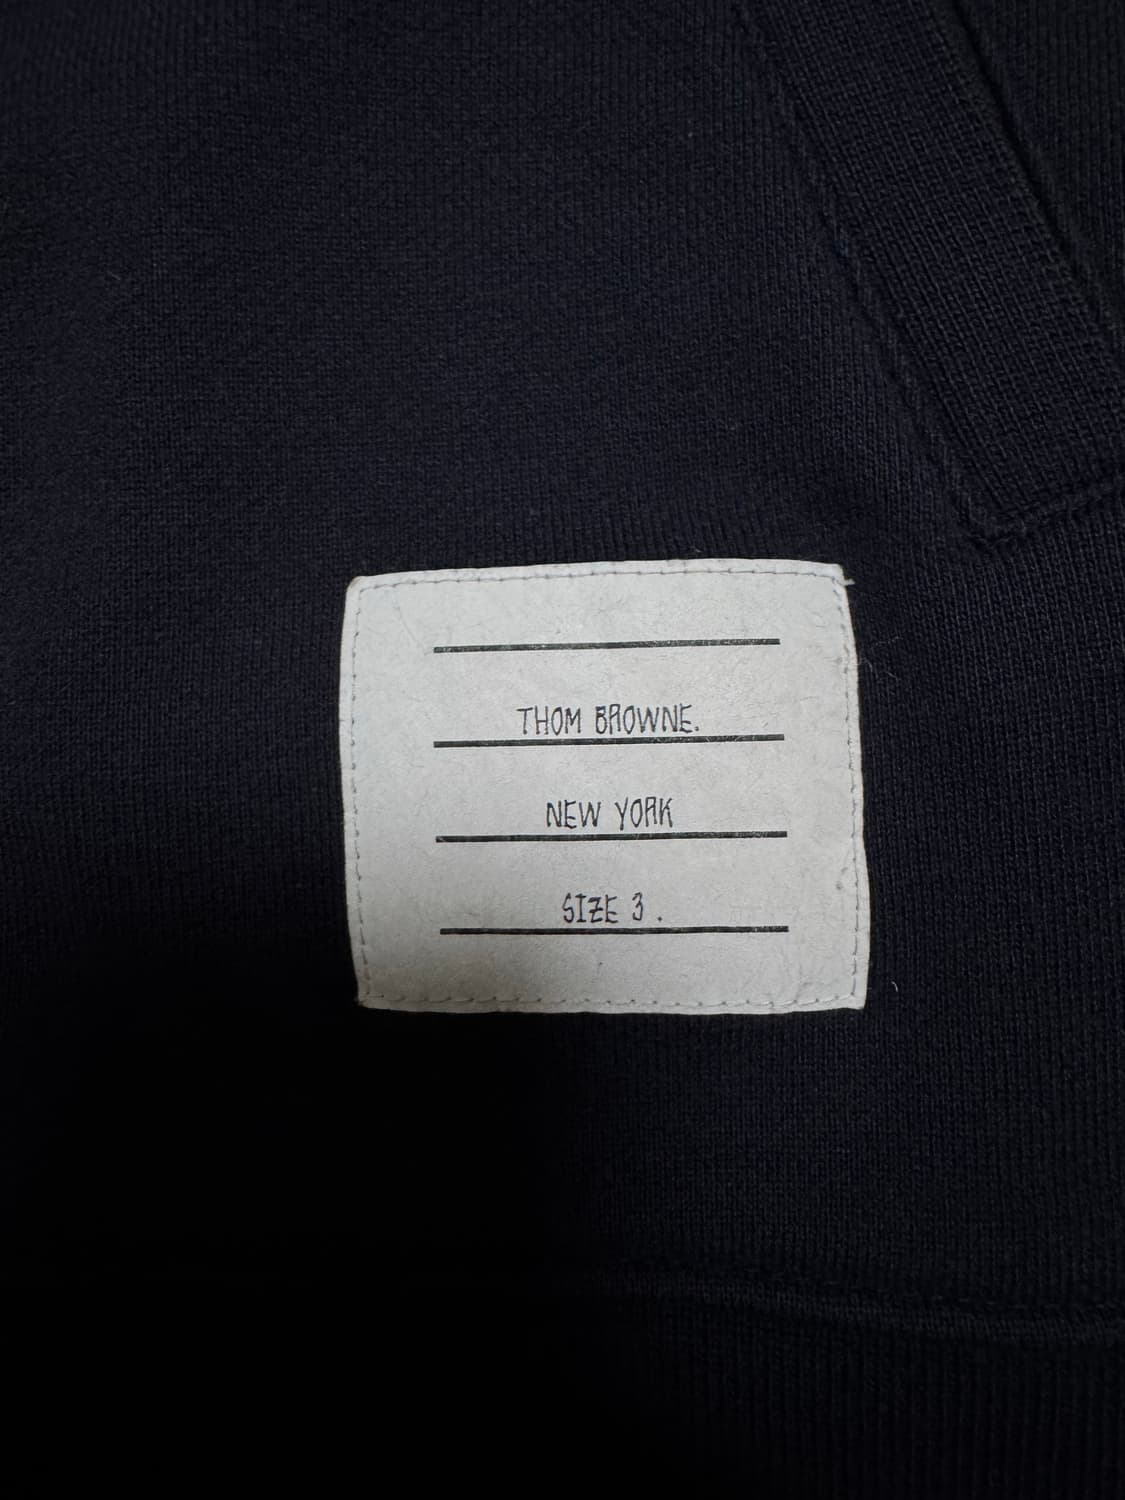 THOM BROWNE.
NEW YORK
SIZE 3 .